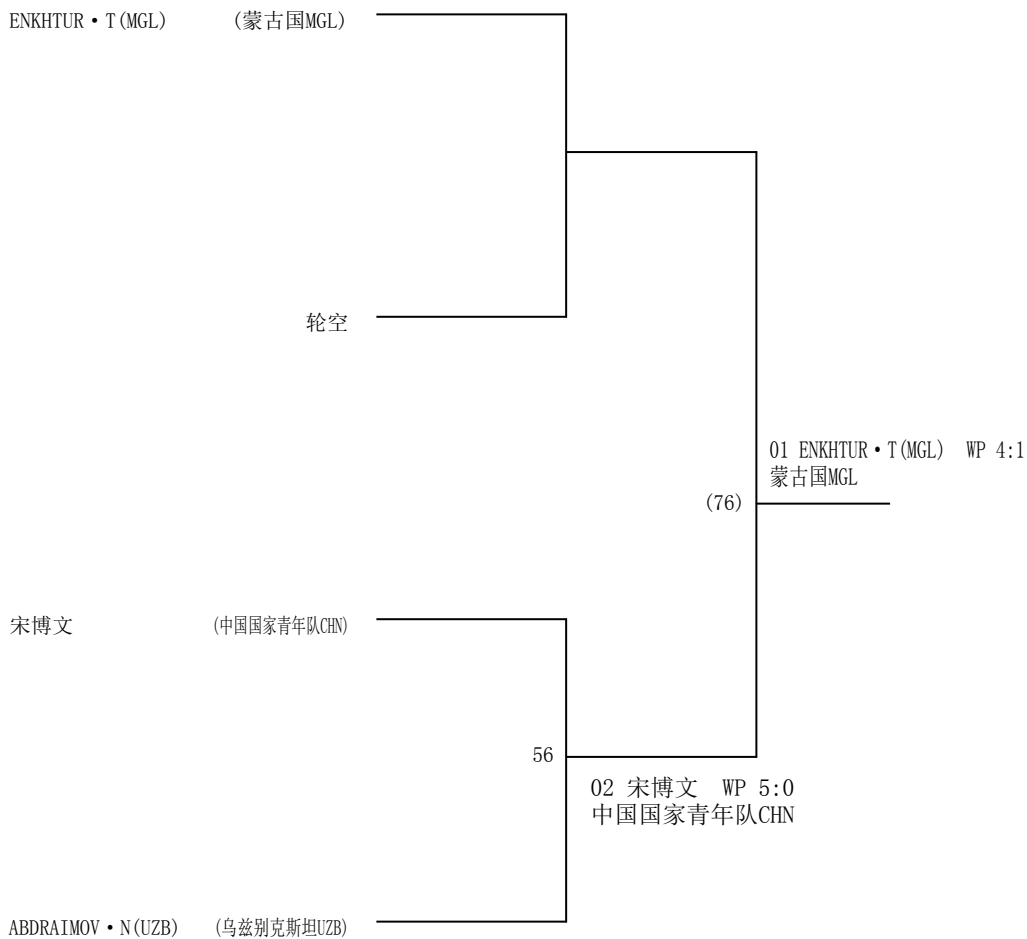 ENKHTUR·T(MGL) (蒙古国MGL)
轮空
01 ENKHTUR·T(MGL) WP 4:1
蒙古国MGL
(76)
宋博文 (中国国家青年队CHN)
56
02 宋博文 WP 5:0
中国国家青年队CHN
ABDRAIMOV·N(UZB) (乌兹别克斯坦UZB)